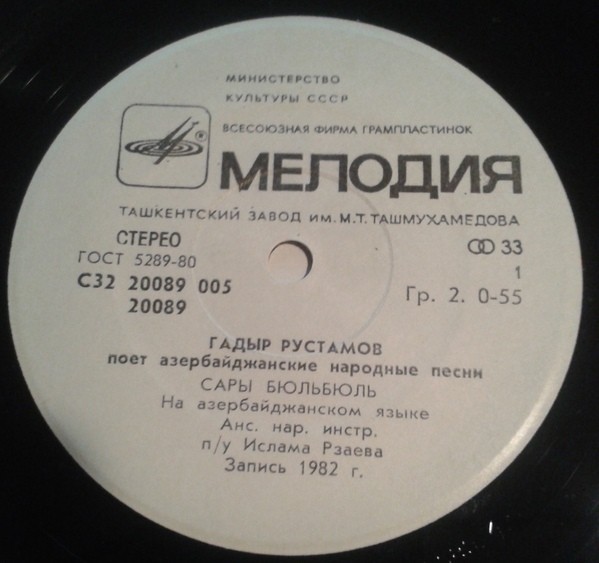 МИНИСТЕРСТВО
КУЛЬТУРЫ СССР
ВСЕСОЮЗНАЯ ФИРМА ГРАМПЛАСТИНОК
МЕЛОДИЯ
ТАШКЕНТСКИЙ ЗАВОД ИМ. М.Т. ТАШМУХАМЕДОВА
СТЕРЕО 33
ГОСТ 5289-80 1
С32 20089 005 Гр. 2. 0-55
20089
ГАДЫР РУСТАМОВ
поет азербайджанские народные песни
САРЫ БЮЛЬБЮЛЬ
На азербайджанском языке
Анс. нар. инстр.
п/у Ислама Рзаева
Запись 1982 г.